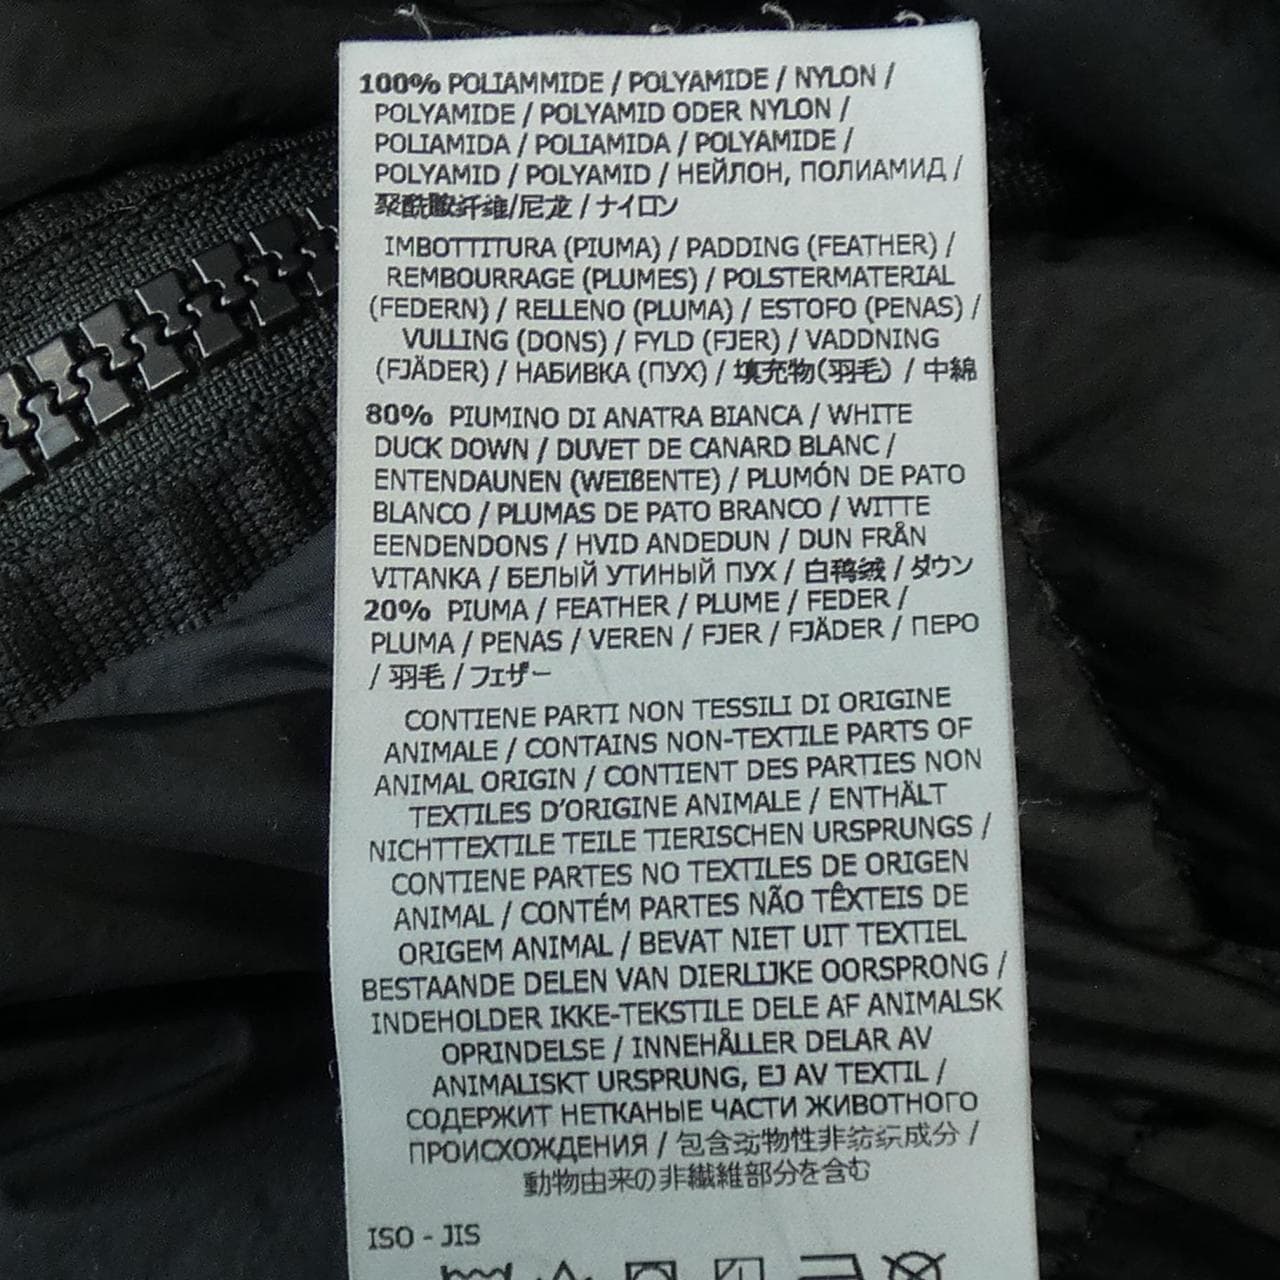 100% POLIAMMIDE / POLYAMIDE / NYLON /
POLYAMIDE / POLYAMID ODER NYLON /
POLIAMIDA / POLIAMIDA / POLYAMIDE /
POLYAMID / POLYAMID / НЕЙЛОН, ПОЛИАМИД /
聚酰胺纤维/尼龙 / ナイロン
IMBOTTITURA (PIUMA) / PADDING (FEATHER) /
REMBOURRAGE (PLUMES) / POLSTERMATERIAL
(FEDERN) / RELLENO (PLUMA) / ESTOFO (PENAS) /
VULLING (DONS) / FYLD (FJER) / VADDNING
(FJÄDER) / НАБИВКА (ПУХ) / 填充物(羽毛) / 中綿
80% PIUMINO DI ANATRA BIANCA / WHITE
DUCK DOWN / DUVET DE CANARD BLANC /
ENTENDAUNEN (WEIßENTE) / PLUMÓN DE PATO
BLANCO / PLUMAS DE PATO BRANCO / WITTE
EENDENDONS / HVID ANDEDUN / DUN FRÅN
VITANKA / БЕЛЫЙ УТИНЫЙ ПУХ / 白鸭绒 / ダウン
20% PIUMA / FEATHER / PLUME / FEDER /
PLUMA / PENAS / VEREN / FJER / FJÄDER / ПЕРО
/ 羽毛 / フェザー
CONTIENE PARTI NON TESSILI DI ORIGINE
ANIMALE / CONTAINS NON-TEXTILE PARTS OF
ANIMAL ORIGIN / CONTIENT DES PARTIES NON
TEXTILES D'ORIGINE ANIMALE / ENTHÄLT
NICHTTEXTILE TEILE TIERISCHEN URSPRUNGS /
CONTIENE PARTES NO TEXTILES DE ORIGEN
ANIMAL / CONTÉM PARTES NÃO TÊXTEIS DE
ORIGEM ANIMAL / BEVAT NIET UIT TEXTIEL
BESTAANDE DELEN VAN DIERLIJKE OORSPRONG /
INDEHOLDER IKKE-TEKSTILE DELE AF ANIMALSK
OPRINDELSE / INNEHÅLLER DELAR AV
ANIMALISKT URSPRUNG, EJ AV TEXTIL /
СОДЕРЖИТ НЕТКАНЫЕ ЧАСТИ ЖИВОТНОГО
ПРОИСХОЖДЕНИЯ / 包含动物性非纺织成分 /
動物由来の非繊維部分を含む
ISO - JIS